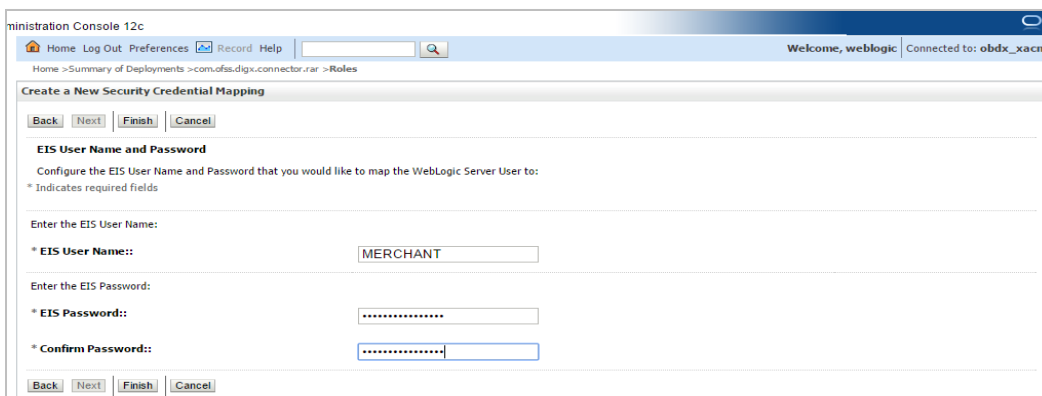 ministration Console 12c
Home Log Out Preferences Record Help
Welcome, weblogic Connected to: obdx_xacm
Home >Summary of Deployments >com.ofss.digx.connector.rar >Roles
Create a New Security Credential Mapping
Back Next Finish Cancel
EIS User Name and Password
Configure the EIS User Name and Password that you would like to map the WebLogic Server User to:
* Indicates required fields
Enter the EIS User Name:
* EIS User Name::
MERCHANT
Enter the EIS Password:
* EIS Password::
••••••••••••••••
* Confirm Password::
••••••••••••••••
Back Next Finish Cancel